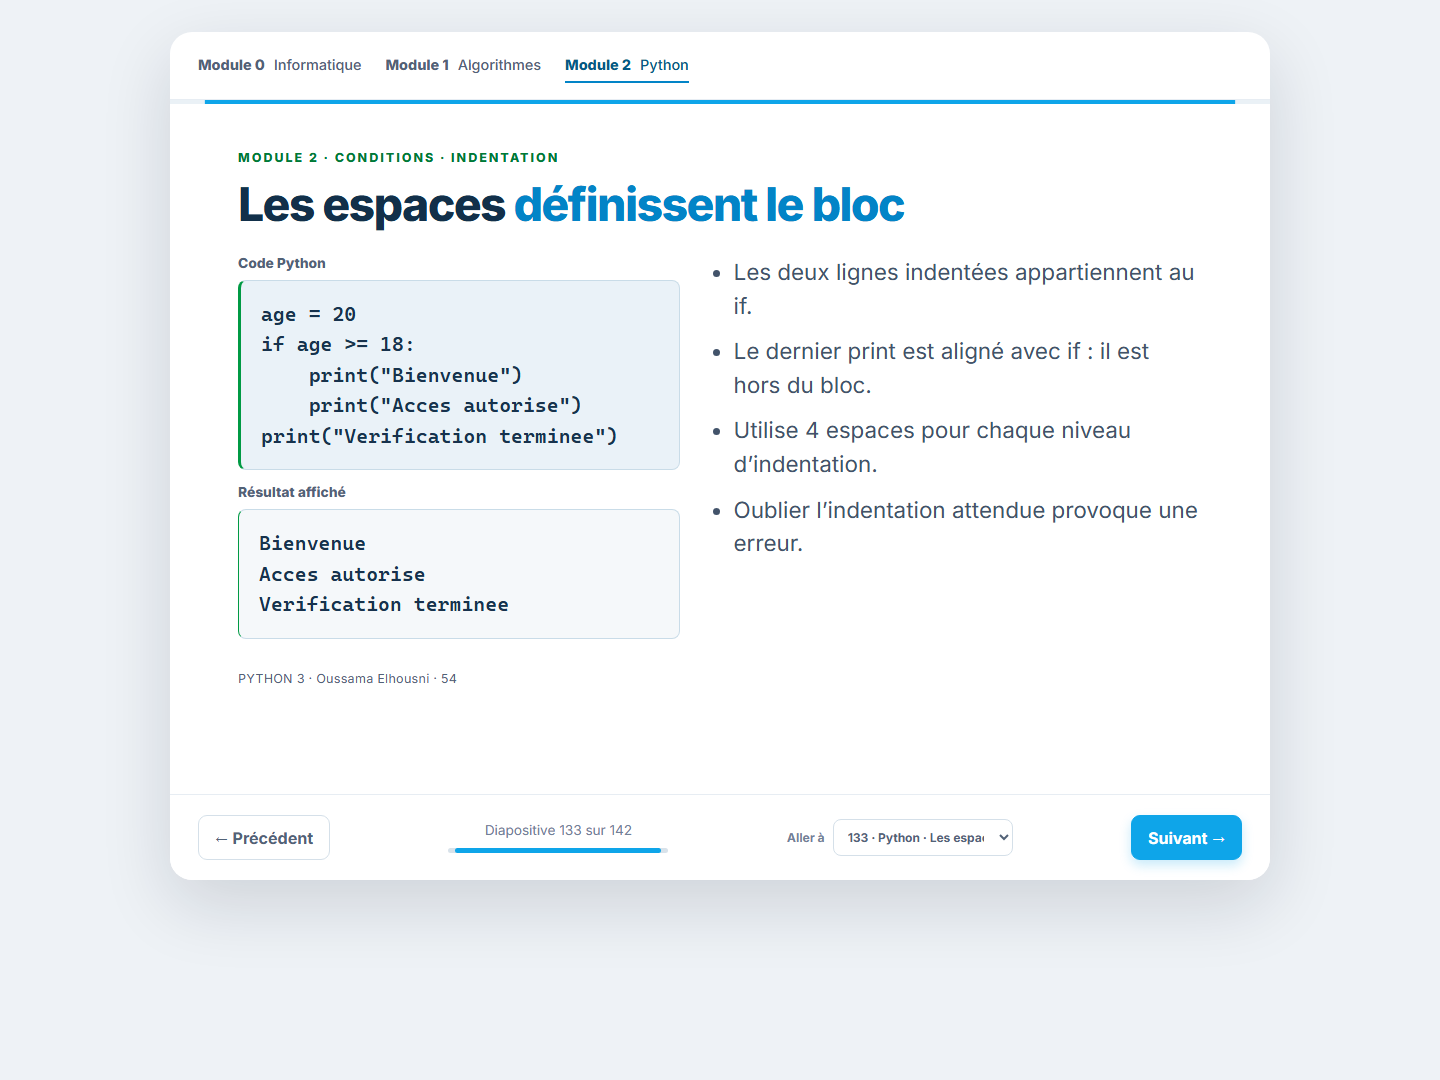 Module 0 Informatique Module 1 Algorithmes Module 2 Python
MODULE 2 · CONDITIONS · INDENTATION
Les espaces définissent le bloc
Code Python
age = 20
if age >= 18:
    print("Bienvenue")
    print("Acces autorise")
print("Verification terminee")
Résultat affiché
Bienvenue
Acces autorise
Verification terminee
• Les deux lignes indentées appartiennent au
if.
• Le dernier print est aligné avec if : il est
hors du bloc.
• Utilise 4 espaces pour chaque niveau
d’indentation.
• Oublier l’indentation attendue provoque une
erreur.
PYTHON 3 · Oussama Elhousni · 54
← Précédent
Diapositive 133 sur 142
Aller à
133 · Python · Les espac
Suivant →